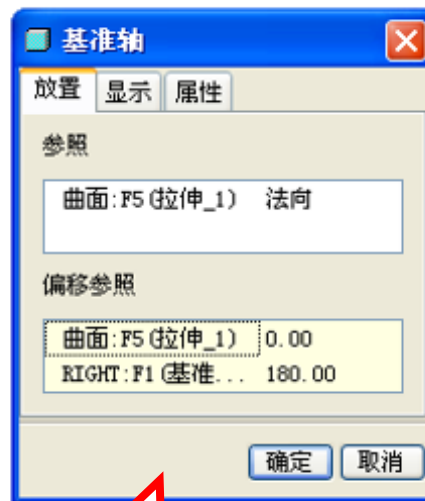 基准轴
放置 显示 属性
参照
曲面:F5(拉伸_1) 法向
偏移参照
曲面:F5(拉伸_1) 0.00
RIGHT:F1(基准... 180.00
确定 取消